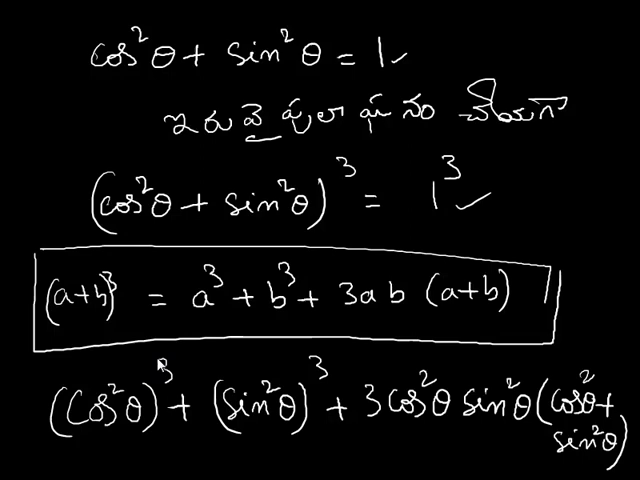 cos²θ + sin²θ = 1 ✓
ఇరు వై పులా ఘనం చేయగా
(cos²θ + sin²θ)³ = 1³ ✓
(a+b)³ = a³ + b³ + 3ab (a+b)
(cos²θ)³ + (sin²θ)³ + 3cos²θ sin²θ (cos²θ +
sin²θ)